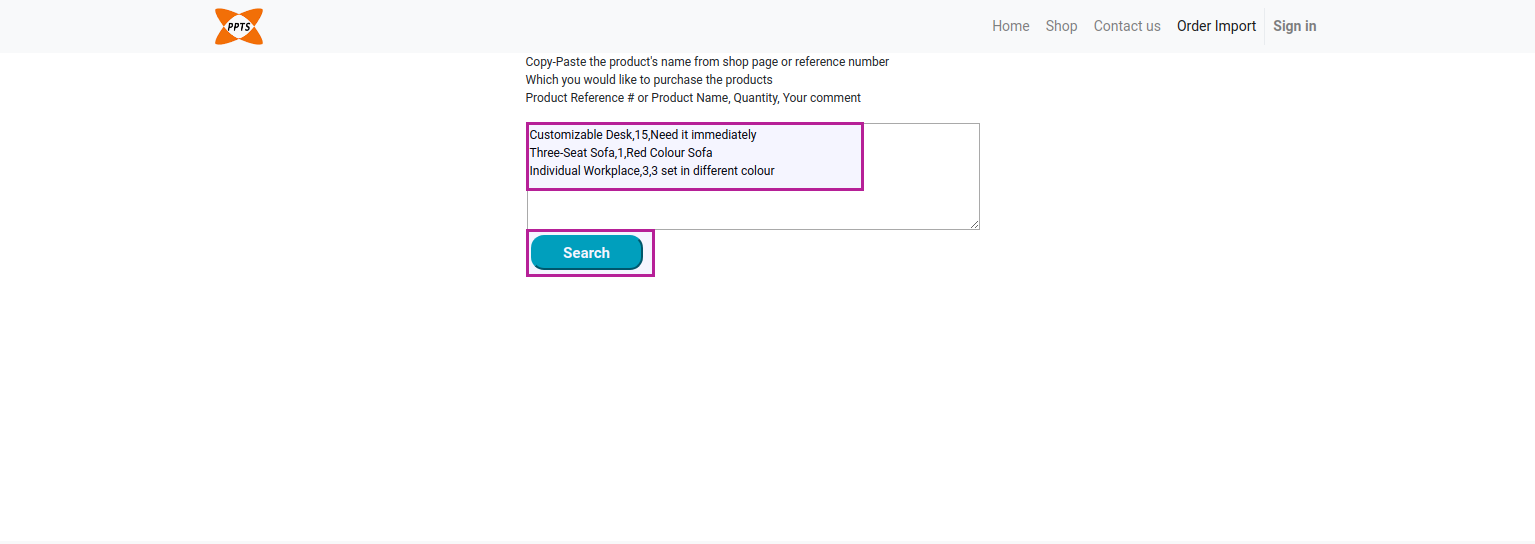 PPTS
Home Shop Contact us Order Import Sign in
Copy-Paste the product's name from shop page or reference number
Which you would like to purchase the products
Product Reference # or Product Name, Quantity, Your comment
Customizable Desk,15,Need it immediately
Three-Seat Sofa,1,Red Colour Sofa
Individual Workplace,3,3 set in different colour
Search